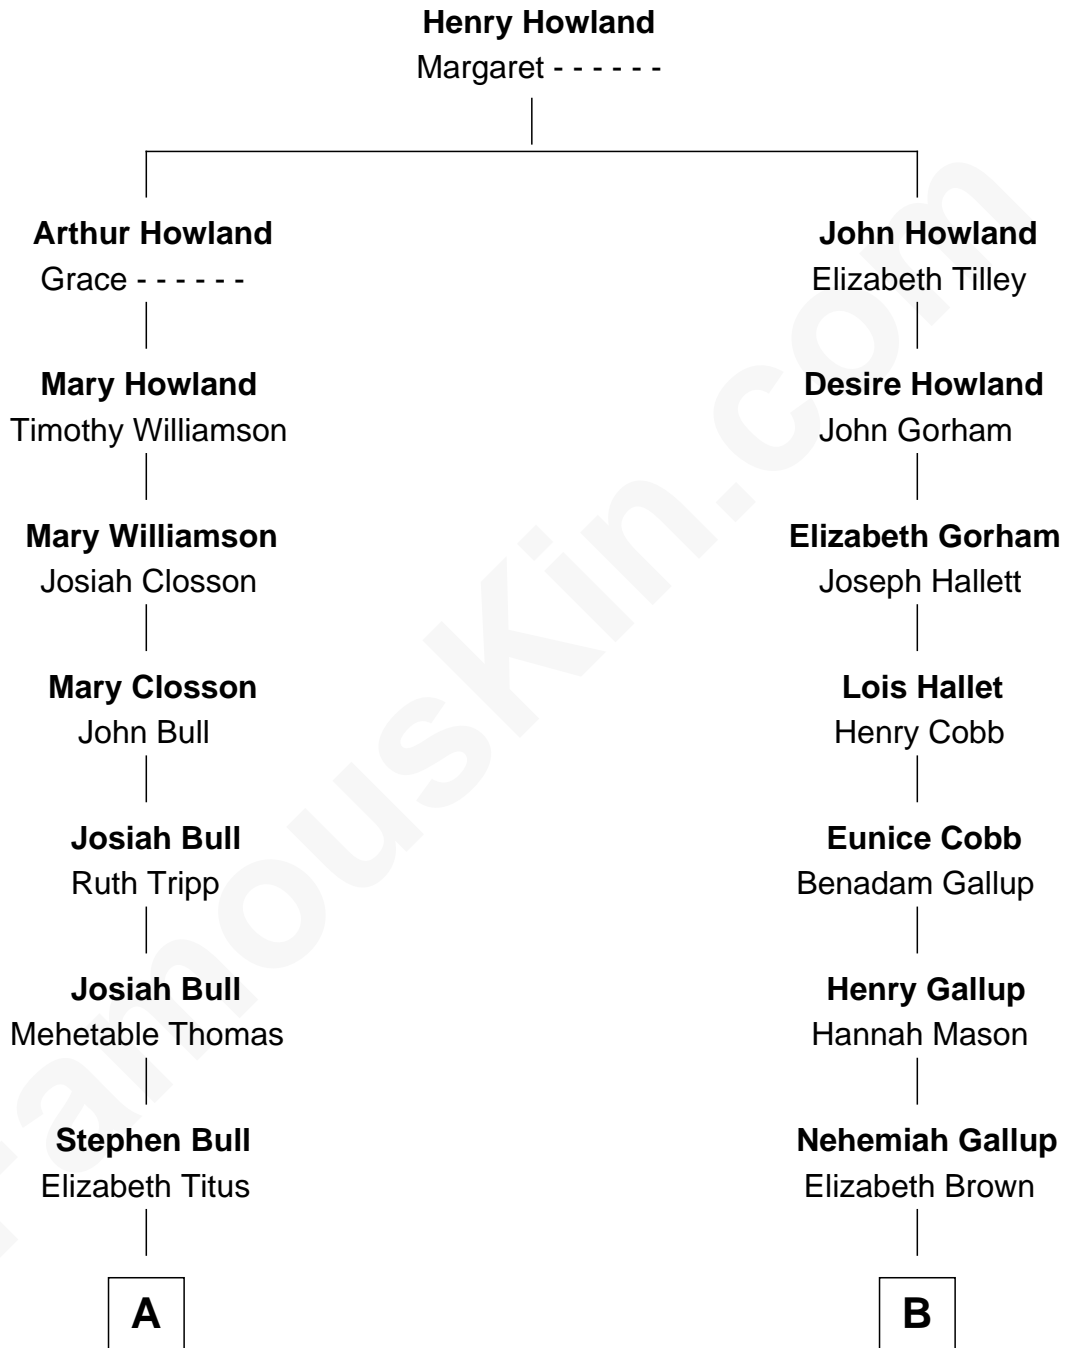 Henry Howland
Margaret - - - - - -
Arthur Howland
Grace - - - - - -
John Howland
Elizabeth Tilley
Mary Howland
Timothy Williamson
Desire Howland
John Gorham
Mary Williamson
Josiah Closson
Elizabeth Gorham
Joseph Hallett
Mary Closson
John Bull
Lois Hallet
Henry Cobb
Josiah Bull
Ruth Tripp
Eunice Cobb
Benadam Gallup
Josiah Bull
Mehetable Thomas
Henry Gallup
Hannah Mason
Stephen Bull
Elizabeth Titus
Nehemiah Gallup
Elizabeth Brown
A
B
FamousKin.com